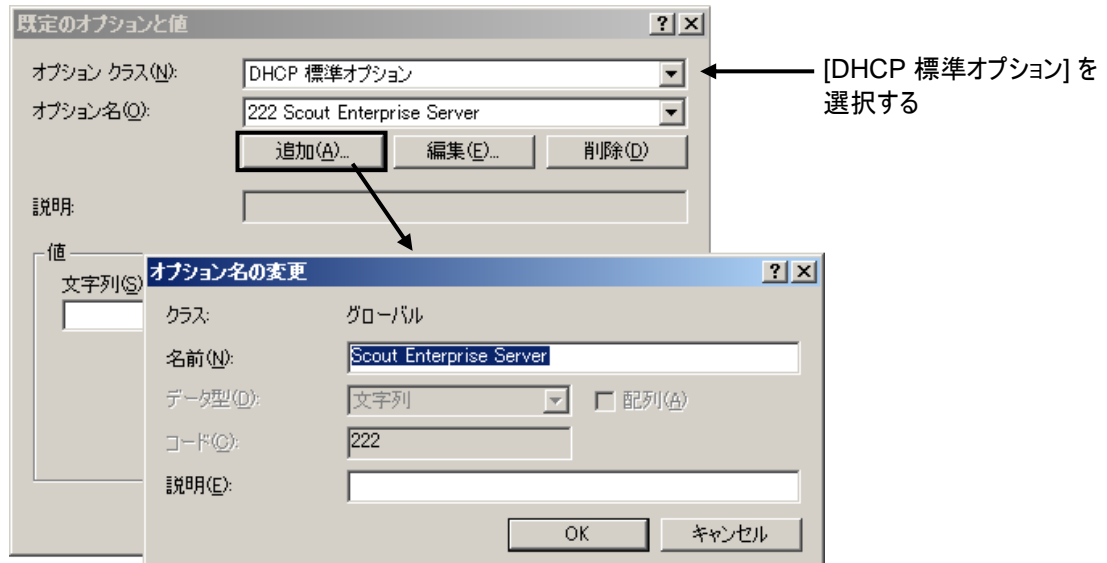 既定のオプションと値
オプション クラス(N):
DHCP 標準オプション
[DHCP 標準オプション] を
選択する
オプション名(O):
222 Scout Enterprise Server
追加(A)...
編集(E)...
削除(D)
説明:
値
文字列(S)
オプション名の変更
クラス:
グローバル
名前(N):
Scout Enterprise Server
データ型(D):
文字列
配列(A)
コード(C):
222
説明(E):
OK
キャンセル